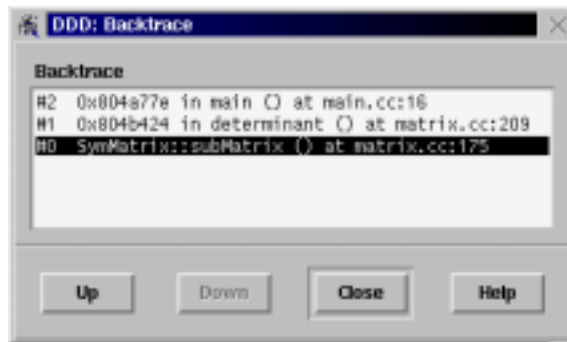 DDD: Backtrace
Backtrace
#2 0x804a77e in main () at main.cc:16
#1 0x804b424 in determinant () at matrix.cc:209
#0 SymMatrix::subMatrix () at matrix.cc:175
Up Down Close Help